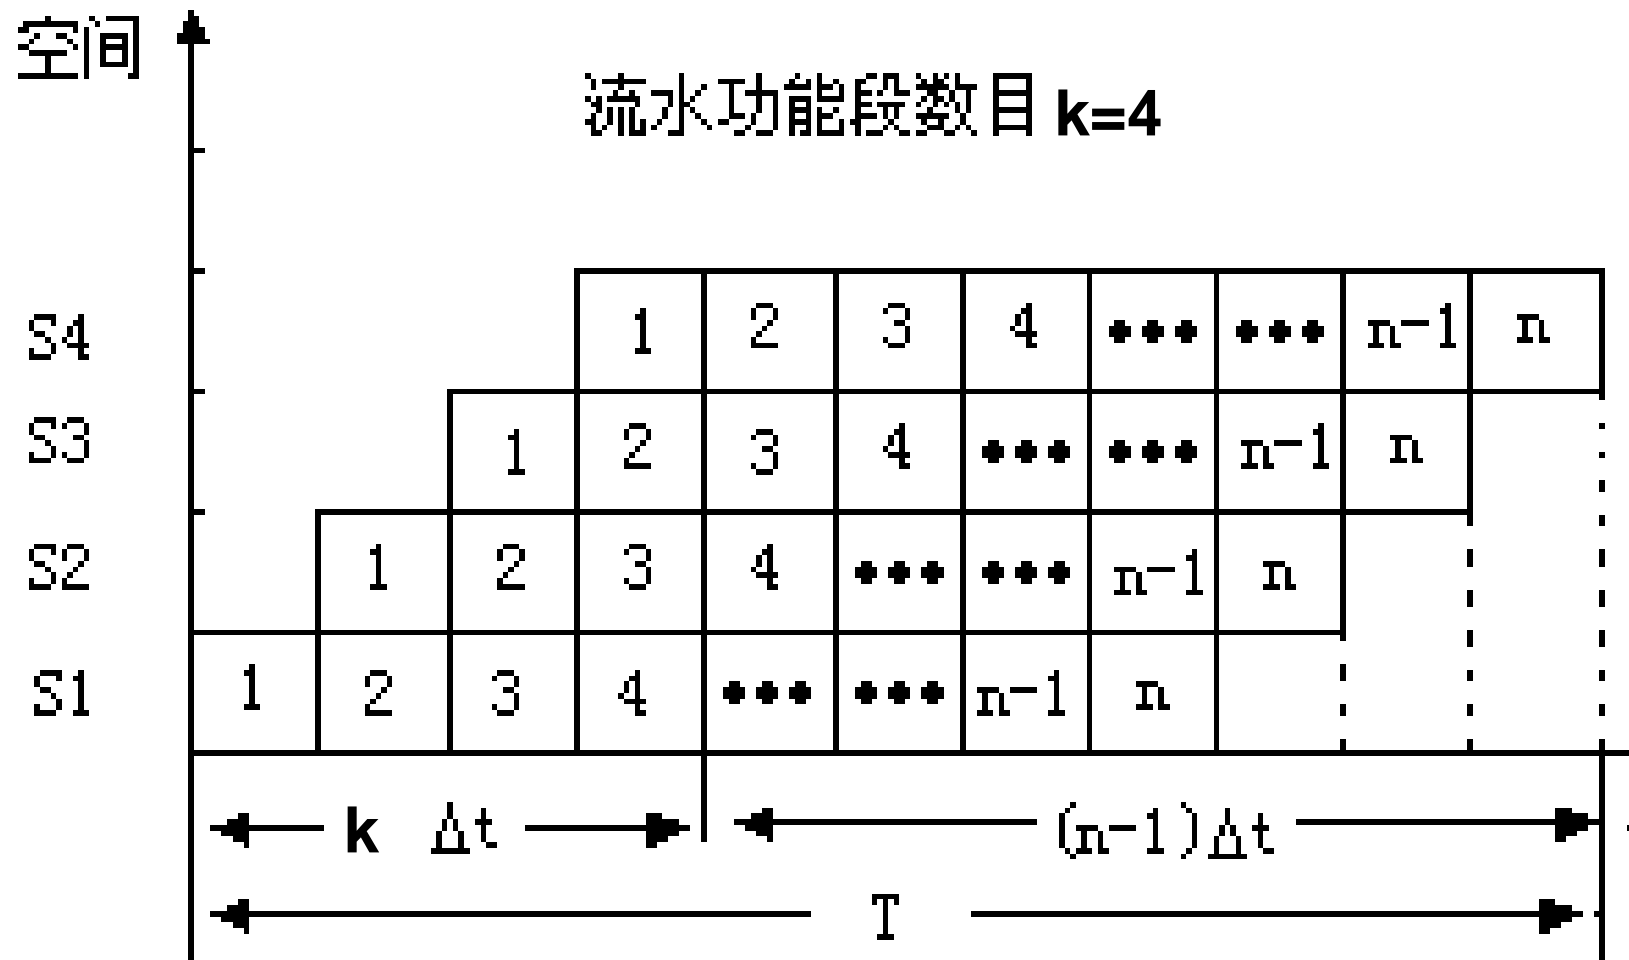 空间
流水功能段数目 k=4
S4 1 2 3 4 ●●● ●●● n-1 n
S3 1 2 3 4 ●●● ●●● n-1 n
S2 1 2 3 4 ●●● ●●● n-1 n
S1 1 2 3 4 ●●● ●●● n-1 n
k Δt (n-1)Δt
T